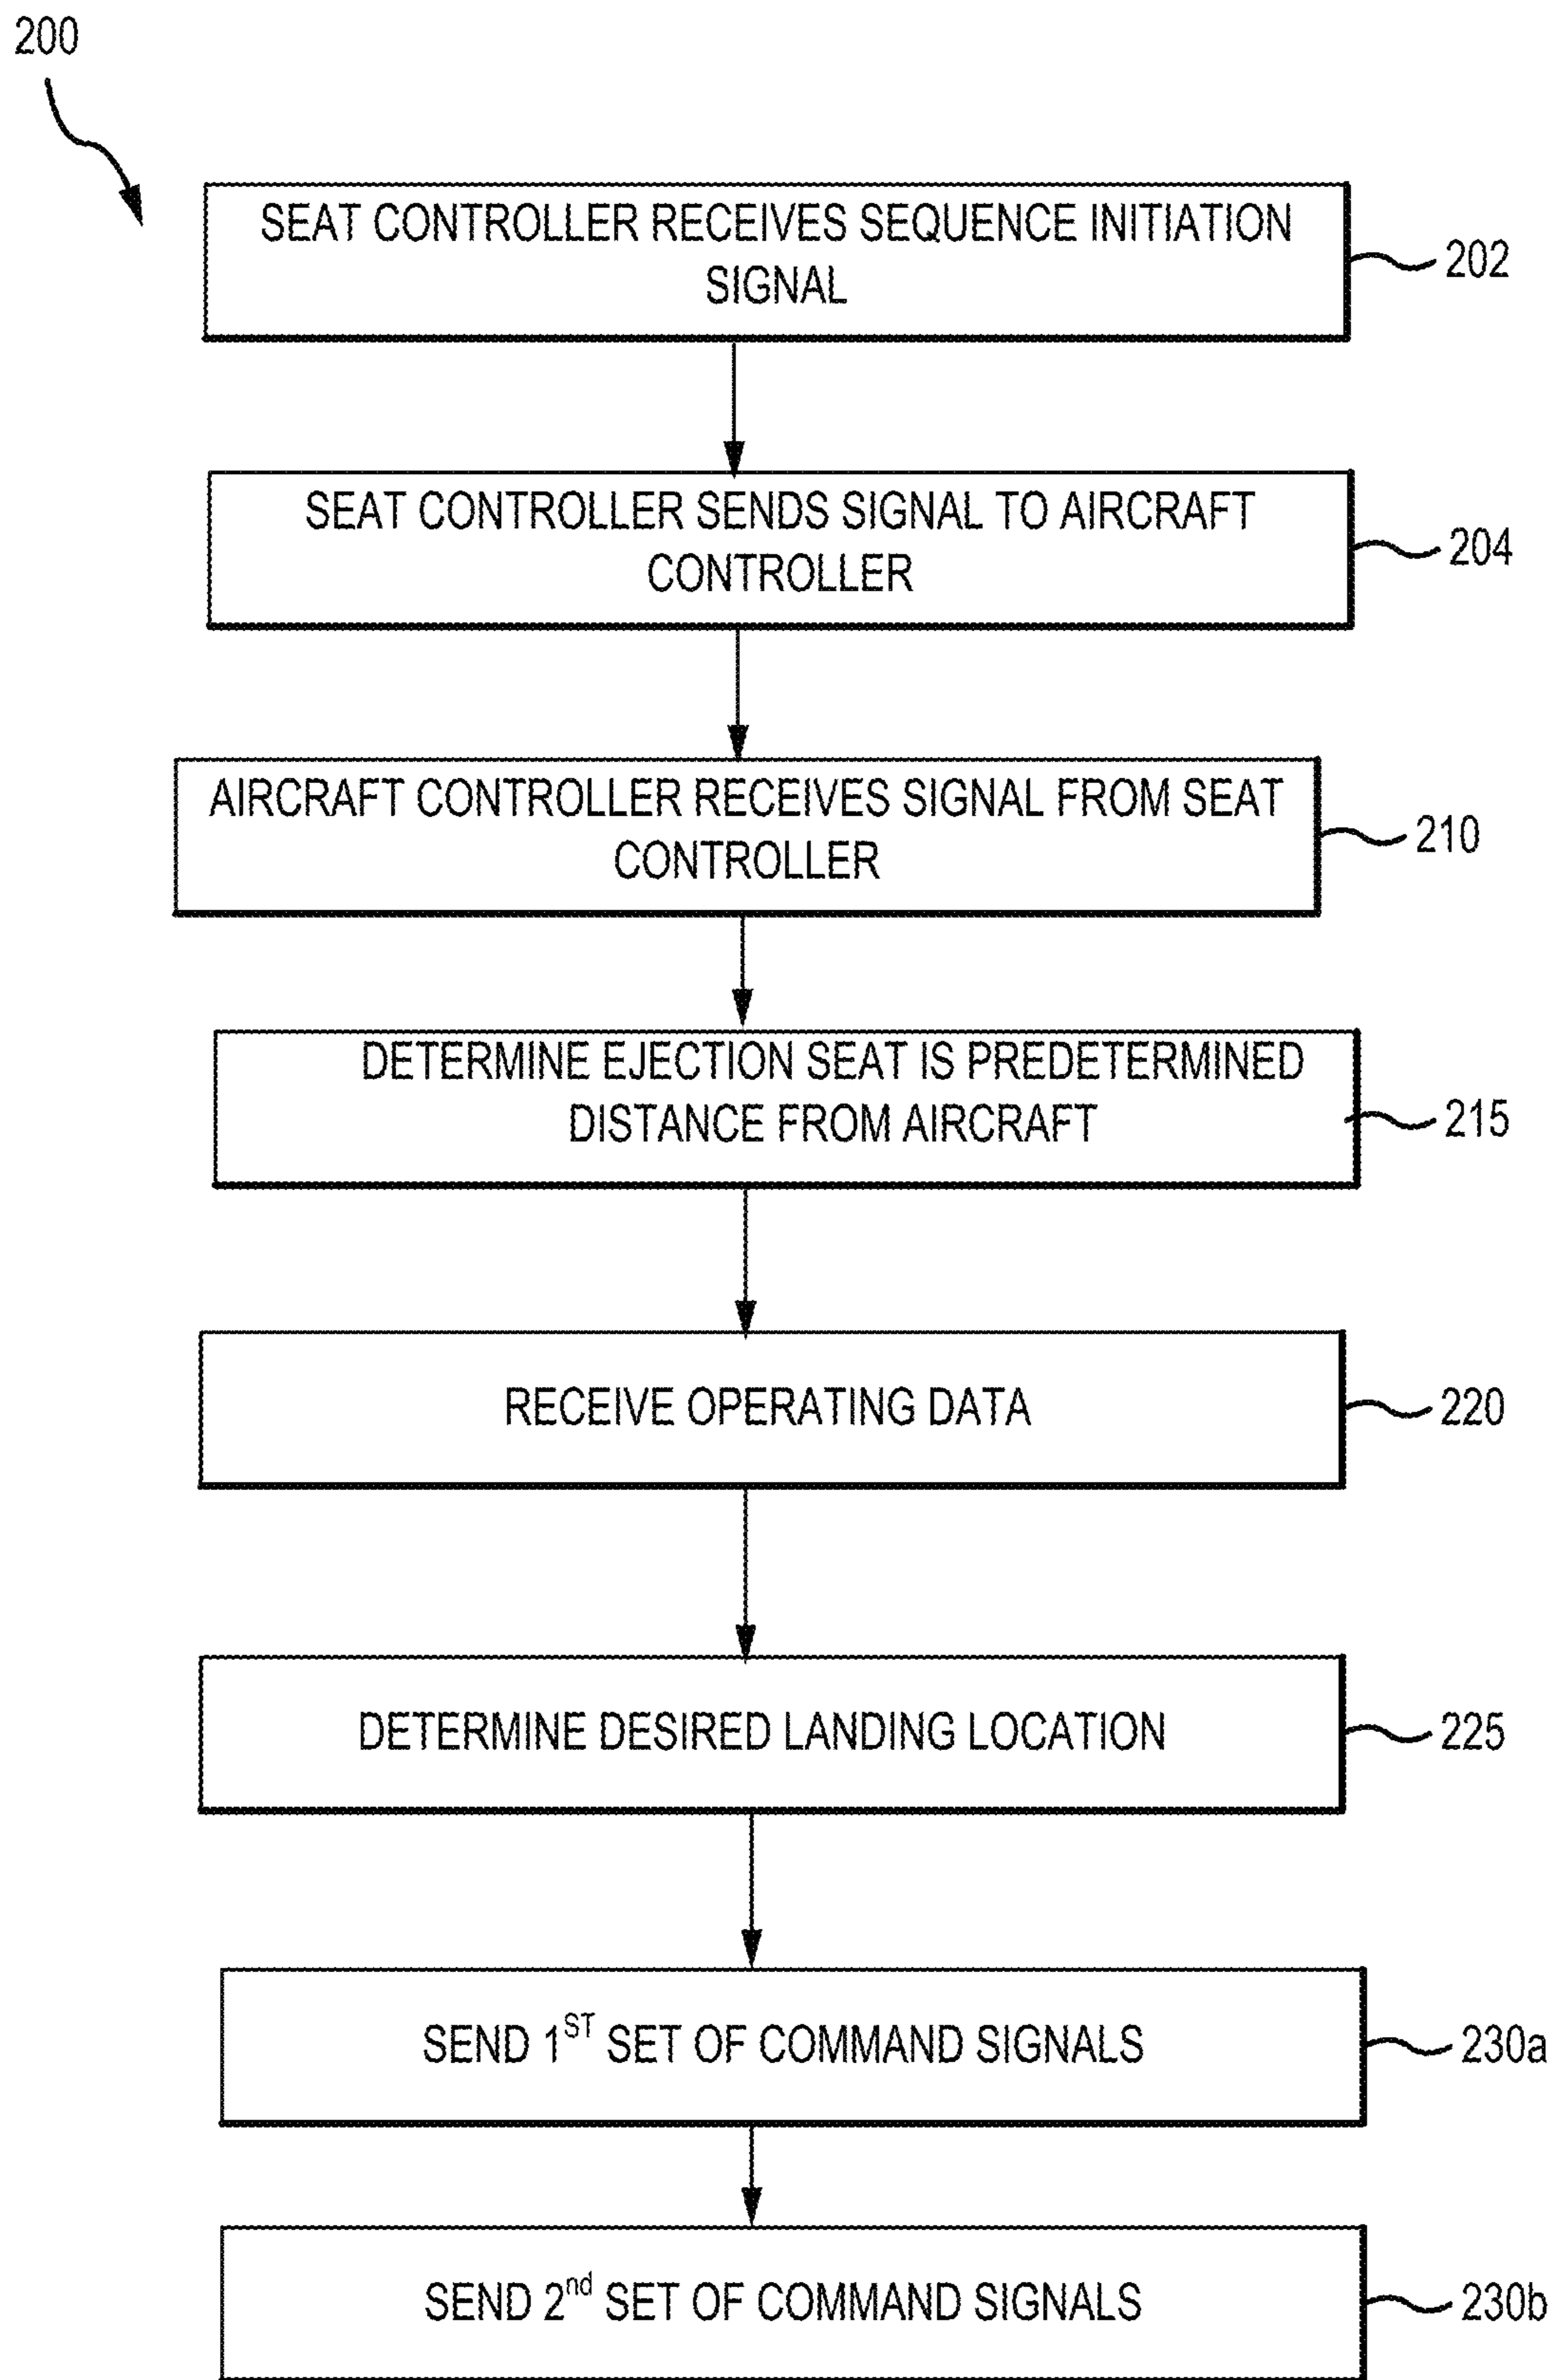 200
SEAT CONTROLLER RECEIVES SEQUENCE INITIATION
SIGNAL
202
SEAT CONTROLLER SENDS SIGNAL TO AIRCRAFT
CONTROLLER
204
AIRCRAFT CONTROLLER RECEIVES SIGNAL FROM SEAT
CONTROLLER
210
DETERMINE EJECTION SEAT IS PREDETERMINED
DISTANCE FROM AIRCRAFT
215
RECEIVE OPERATING DATA
220
DETERMINE DESIRED LANDING LOCATION
225
SEND 1ST SET OF COMMAND SIGNALS
230a
SEND 2nd SET OF COMMAND SIGNALS
230b